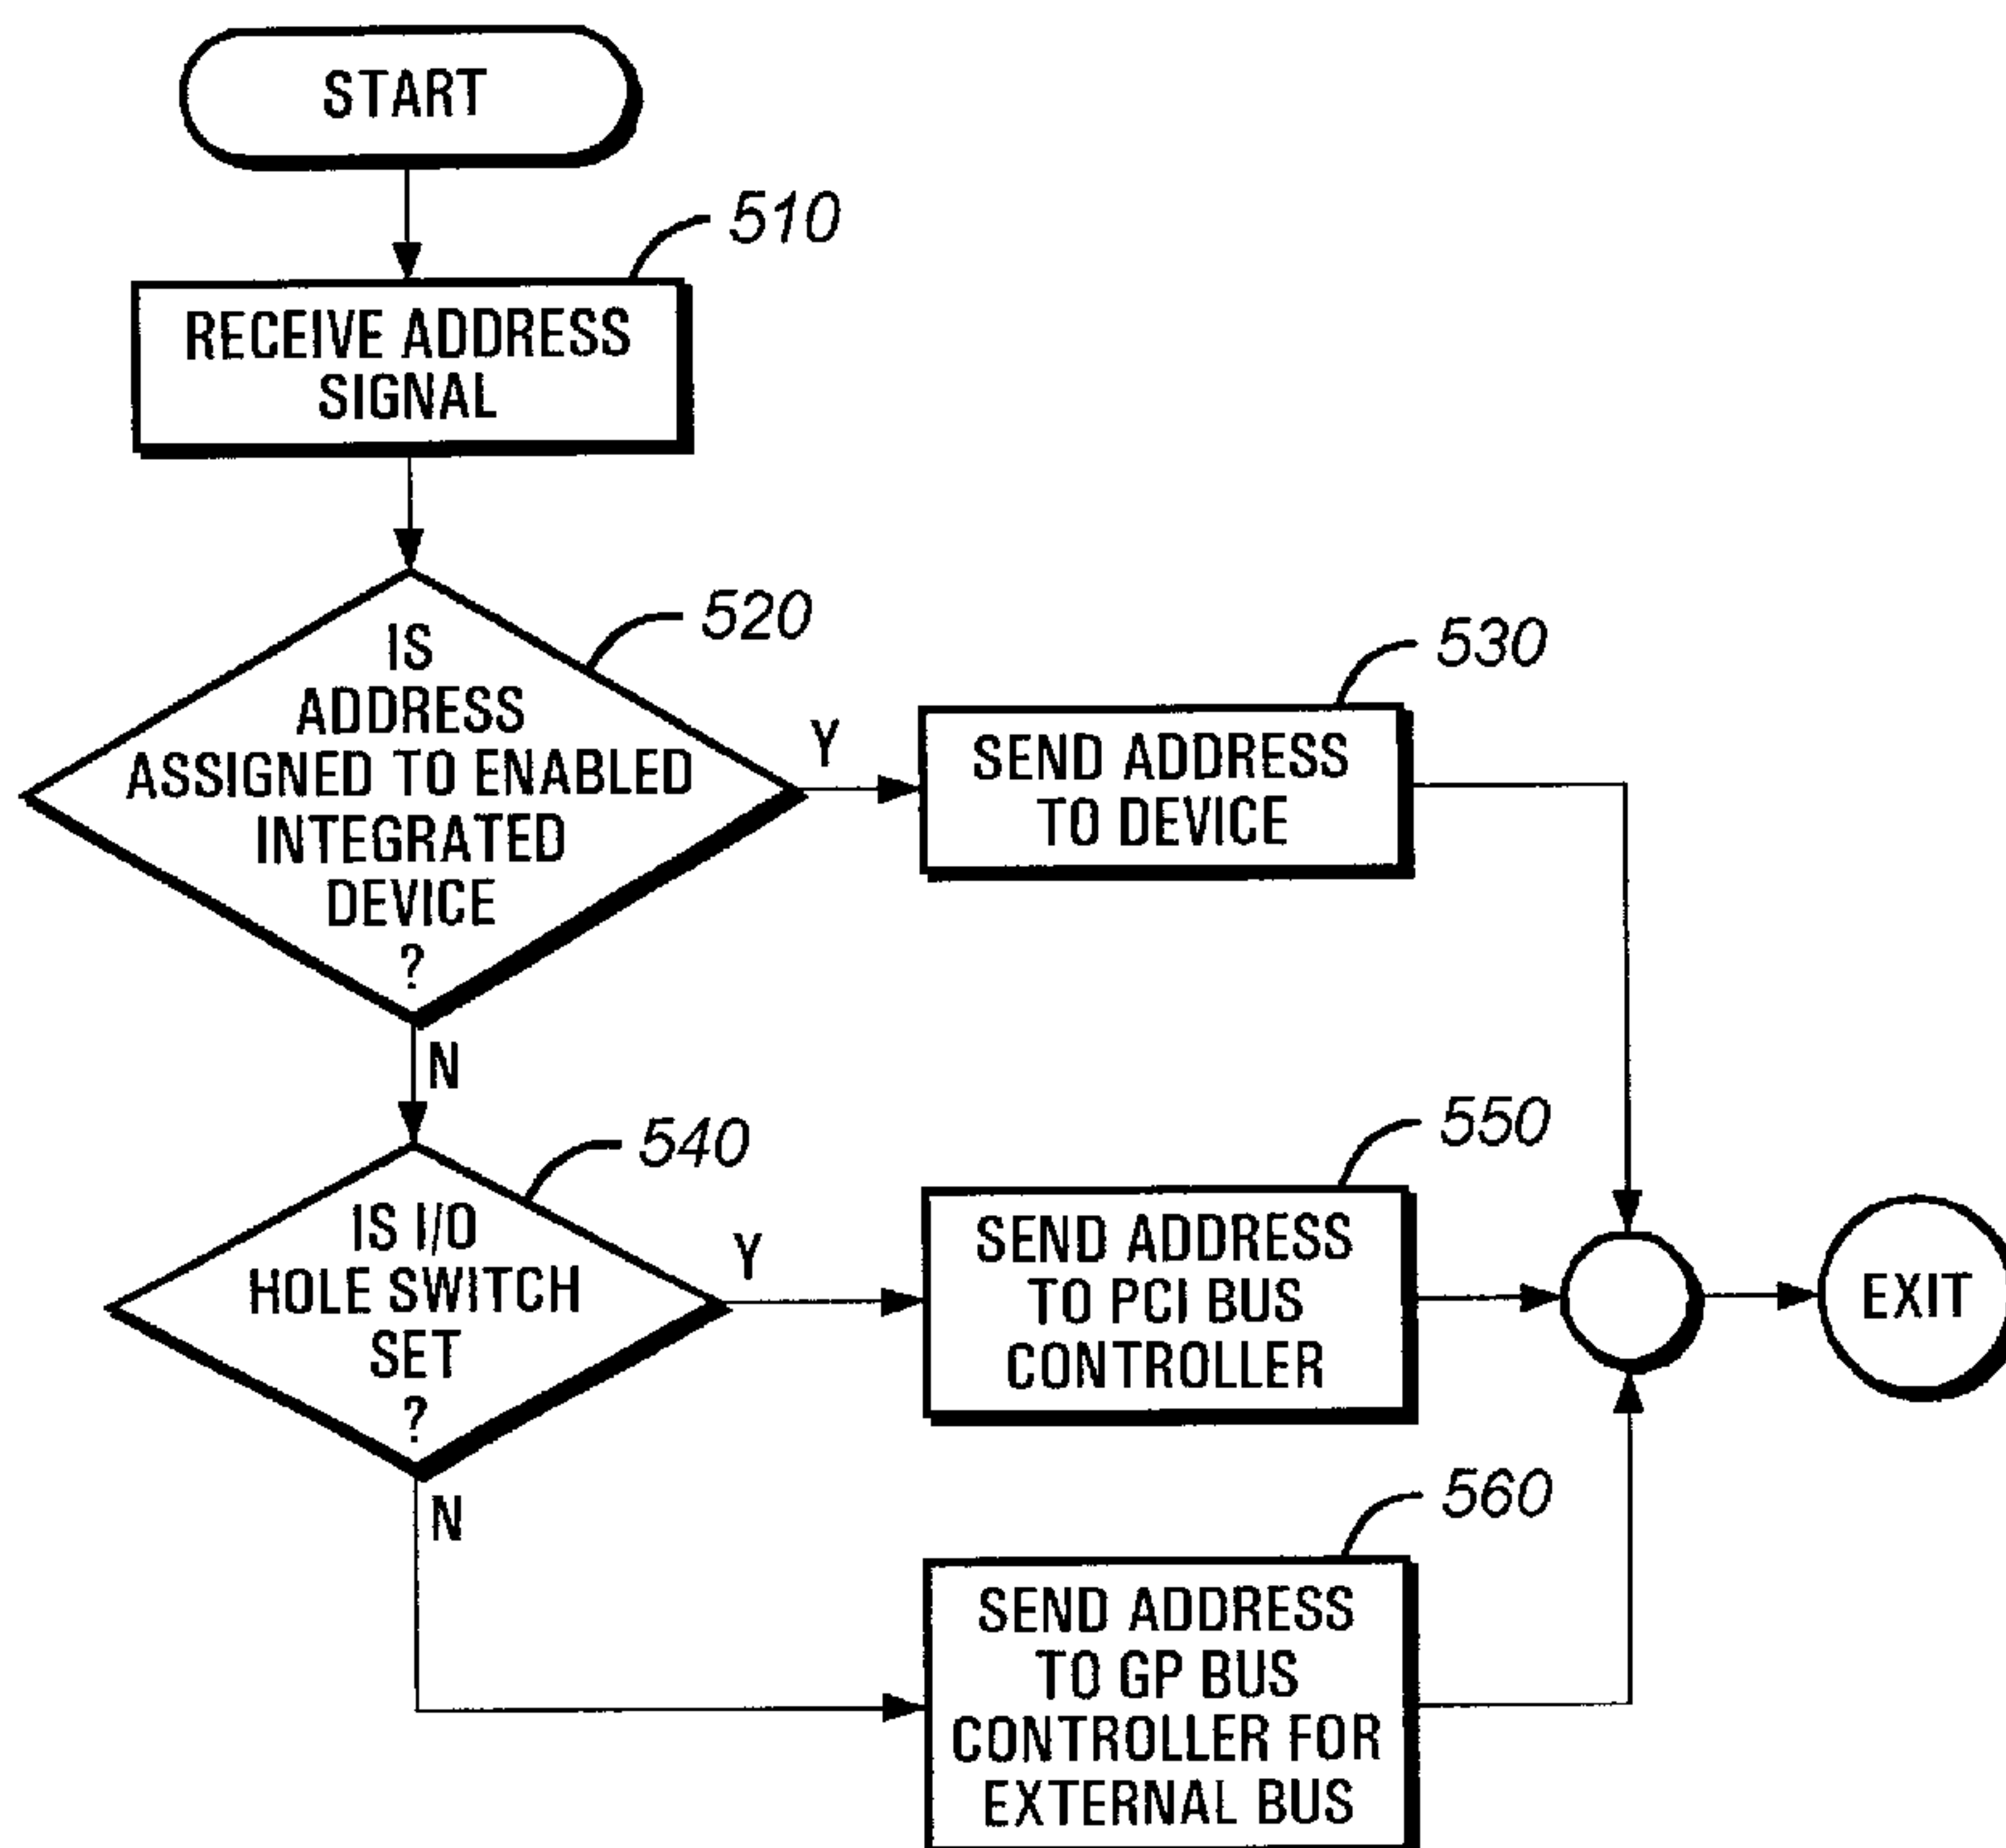 START
510
RECEIVE ADDRESS
SIGNAL
520
IS
ADDRESS
ASSIGNED TO ENABLED
INTEGRATED
DEVICE
?
Y
530
SEND ADDRESS
TO DEVICE
N
540
IS I/O
HOLE SWITCH
SET
?
Y
550
SEND ADDRESS
TO PCI BUS
CONTROLLER
EXIT
N
560
SEND ADDRESS
TO GP BUS
CONTROLLER FOR
EXTERNAL BUS